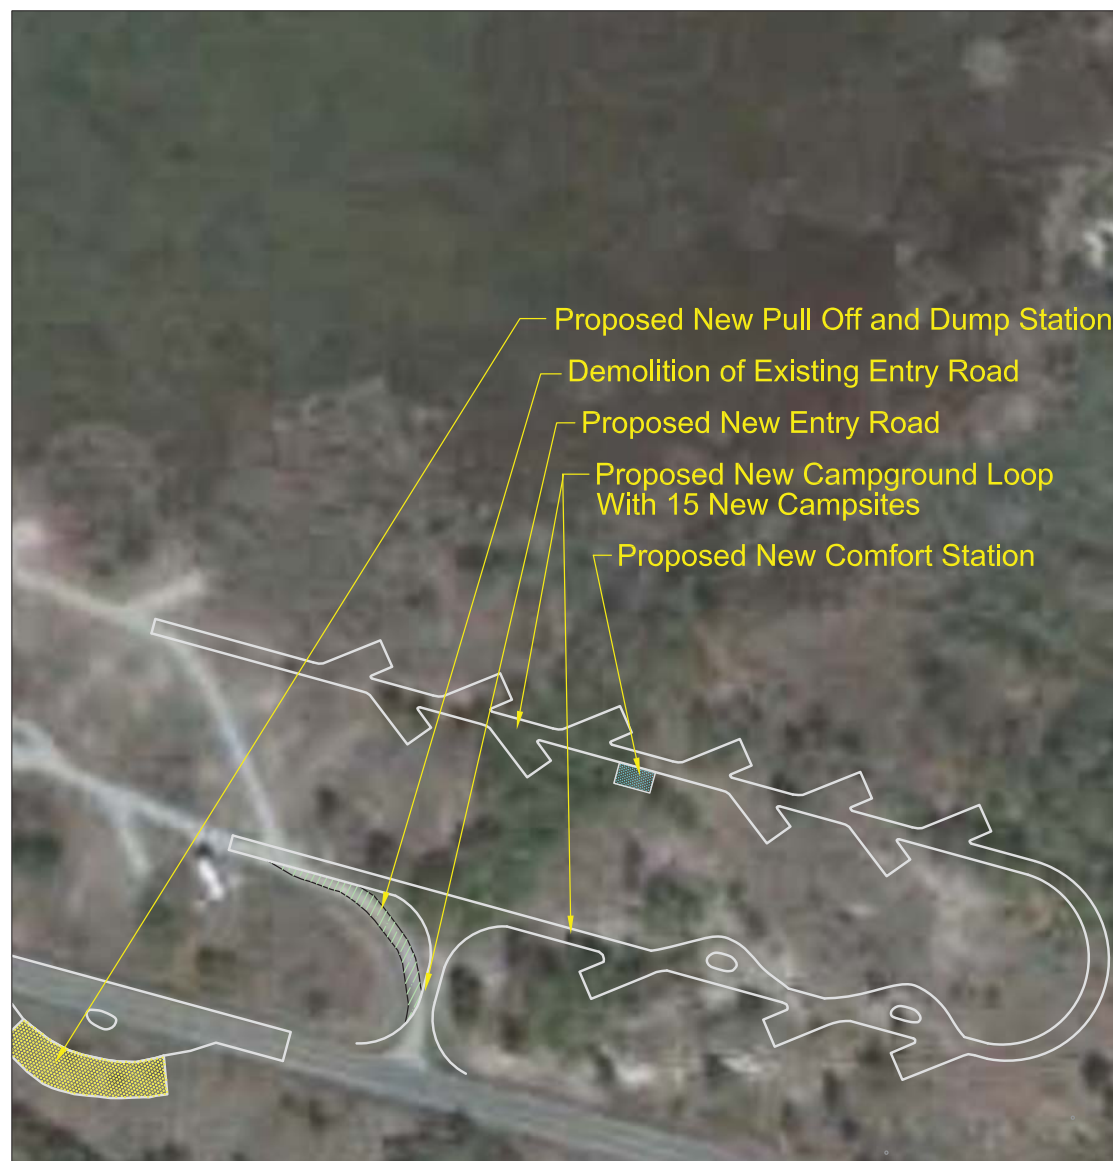 Proposed New Pull Off and Dump Station
Demolition of Existing Entry Road
Proposed New Entry Road
Proposed New Campground Loop
With 15 New Campsites
Proposed New Comfort Station